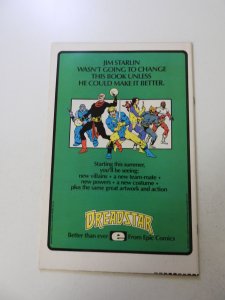 JIM STARLIN
WASN'T GOING TO CHANGE
THIS BOOK UNLESS
HE COULD MAKE IT BETTER.
Starting this summer,
you'll be seeing:
new villains • a new team-mate •
new powers • a new costume •
plus the same great artwork and action
DREADSTAR
Better than ever e From Epic Comics